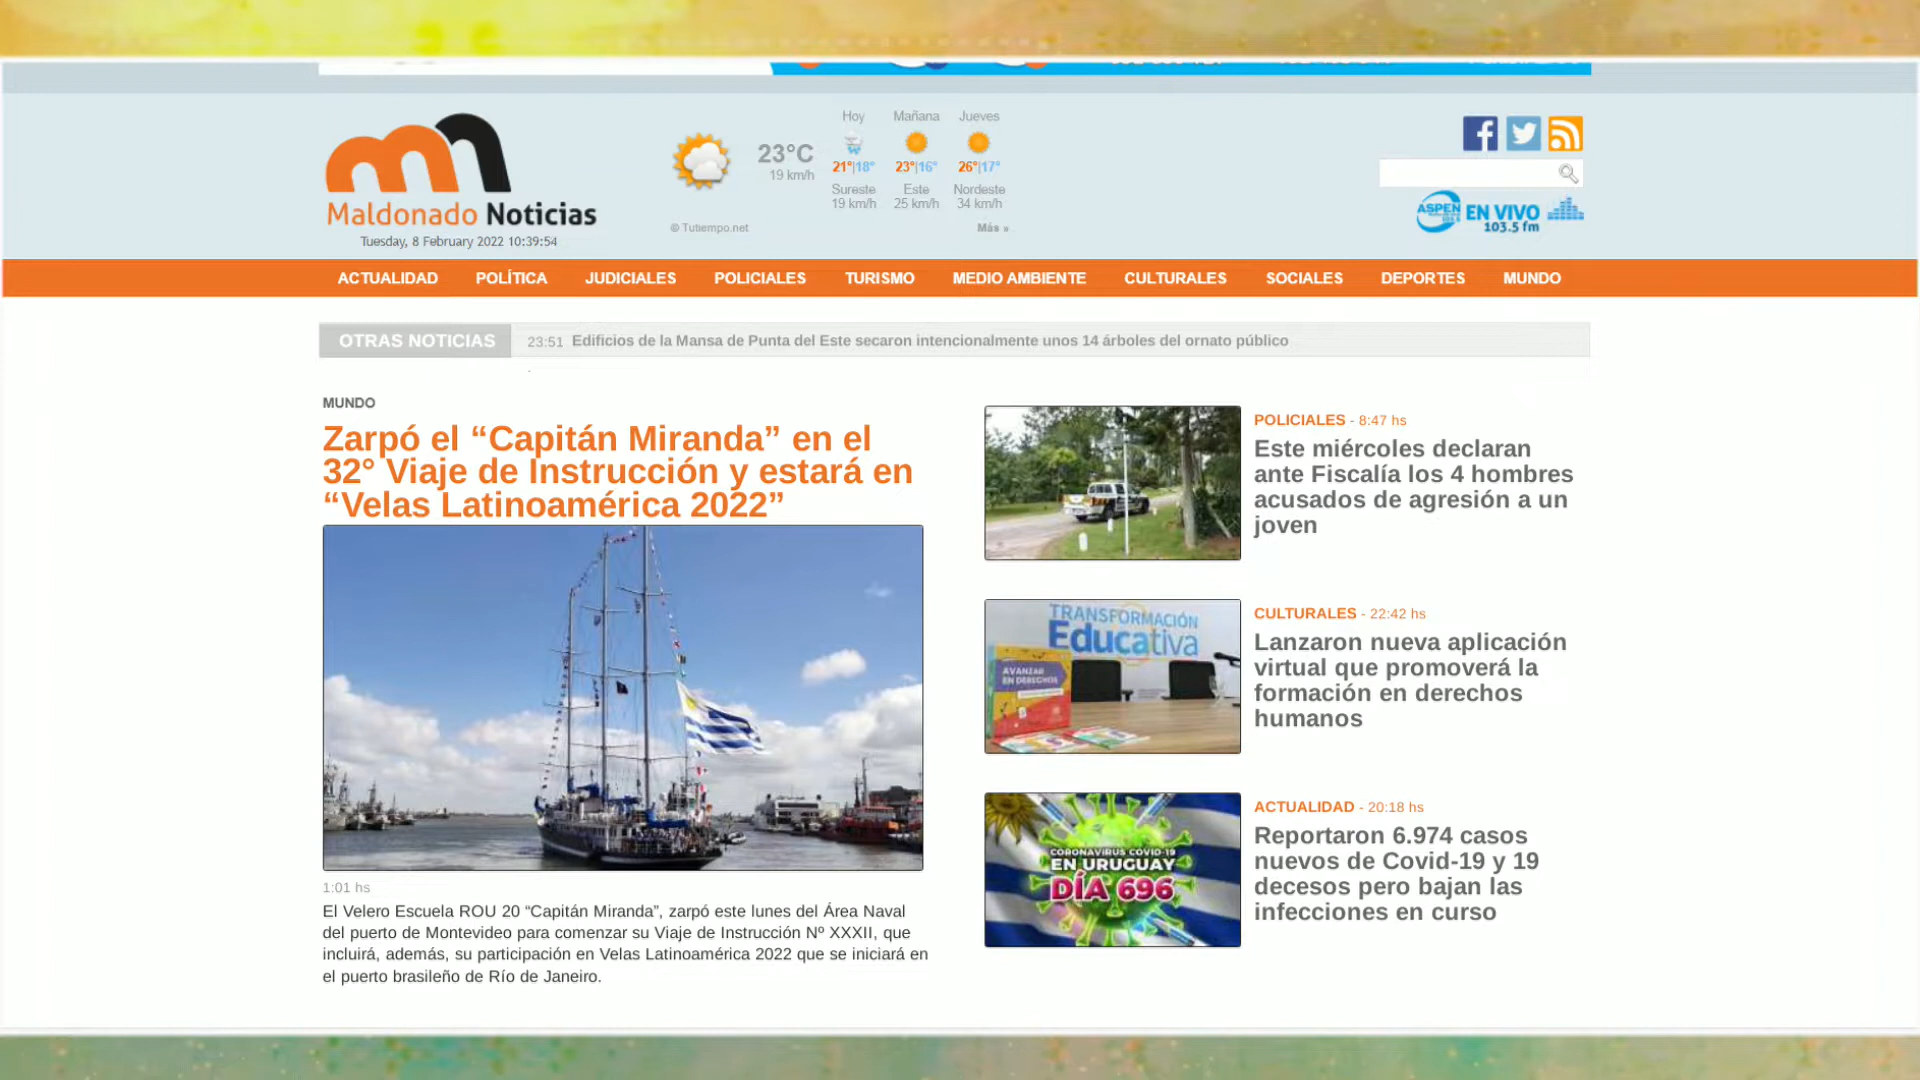 Hoy Mañana Jueves
23°C
19 km/h
21°|18° 23°|16° 26°|17°
Sureste Este Nordeste
19 km/h 25 km/h 34 km/h
© Tutiempo.net Más »
Maldonado Noticias
Tuesday, 8 February 2022 10:39:54
ASPEN EN VIVO
103.5 fm
ACTUALIDAD POLÍTICA JUDICIALES POLICIALES TURISMO MEDIO AMBIENTE CULTURALES SOCIALES DEPORTES MUNDO
OTRAS NOTICIAS 23:51 Edificios de la Mansa de Punta del Este secaron intencionalmente unos 14 árboles del ornato público
MUNDO
Zarpó el “Capitán Miranda” en el
32° Viaje de Instrucción y estará en
“Velas Latinoamérica 2022”
1:01 hs
El Velero Escuela ROU 20 “Capitán Miranda”, zarpó este lunes del Área Naval
del puerto de Montevideo para comenzar su Viaje de Instrucción Nº XXXII, que
incluirá, además, su participación en Velas Latinoamérica 2022 que se iniciará en
el puerto brasileño de Río de Janeiro.
POLICIALES - 8:47 hs
Este miércoles declaran
ante Fiscalía los 4 hombres
acusados de agresión a un
joven
TRANSFORMACIÓN
Educativa
AVANZAR
EN DERECHOS
CULTURALES - 22:42 hs
Lanzaron nueva aplicación
virtual que promoverá la
formación en derechos
humanos
CORONAVIRUS COVID-19
EN URUGUAY
DÍA 696
ACTUALIDAD - 20:18 hs
Reportaron 6.974 casos
nuevos de Covid-19 y 19
decesos pero bajan las
infecciones en curso